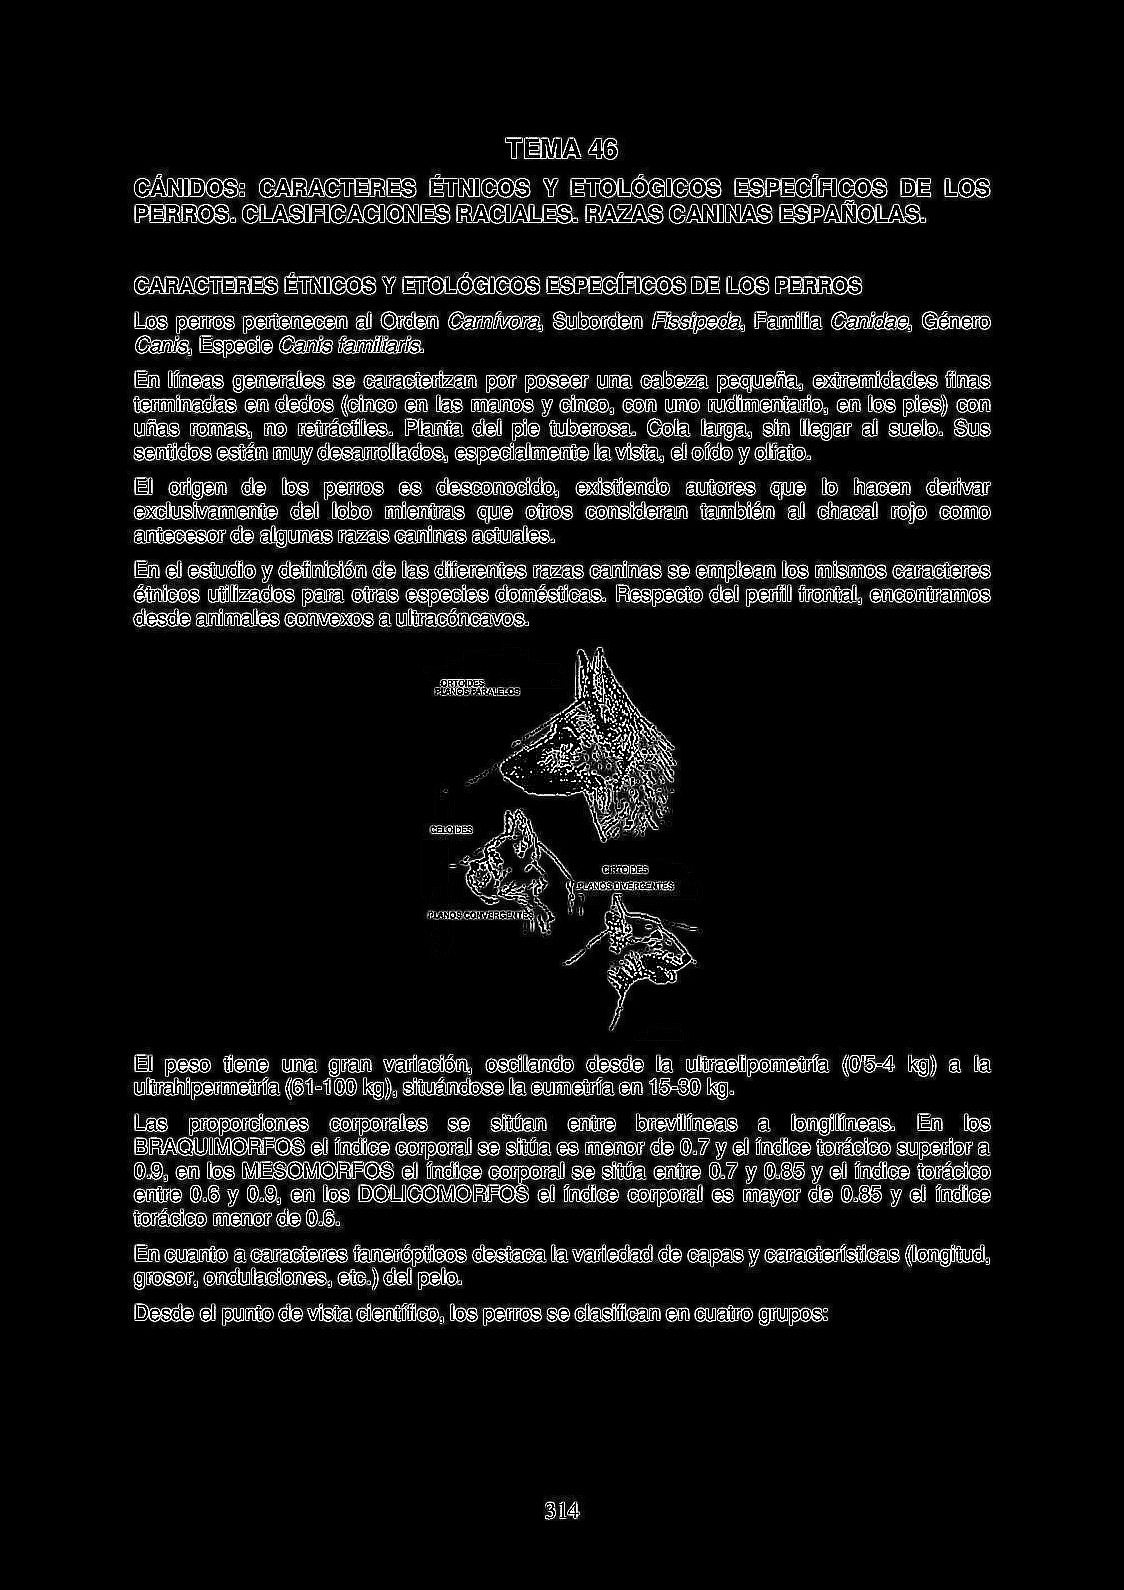 TEMA 46
CÁNIDOS: CARACTERES ÉTNICOS Y ETOLÓGICOS ESPECÍFICOS DE LOS
PERROS. CLASIFICACIONES RACIALES. RAZAS CANINAS ESPAÑOLAS.
CARACTERES ÉTNICOS Y ETOLÓGICOS ESPECÍFICOS DE LOS PERROS
Los perros pertenecen al Orden Carnívora, Suborden Fissipeda, Familia Canidae, Género
Canis, Especie Canis familiaris.
En líneas generales se caracterizan por poseer una cabeza pequeña, extremidades finas
terminadas en dedos (cinco en las manos y cinco, con uno rudimentario, en los pies) con
uñas romas, no retráctiles. Planta del pie tuberosa. Cola larga, sin llegar al suelo. Sus
sentidos están muy desarrollados, especialmente la vista, el oído y olfato.
El origen de los perros es desconocido, existiendo autores que lo hacen derivar
exclusivamente del lobo mientras que otros consideran también al chacal rojo como
antecesor de algunas razas caninas actuales.
En el estudio y definición de las diferentes razas caninas se emplean los mismos caracteres
étnicos utilizados para otras especies domésticas. Respecto del perfil frontal, encontramos
desde animales convexos a ultracóncavos.
ORTOIDES
PLANOS PARALELOS
CELOIDES
CIRTOIDES
PLANOS DIVERGENTES
PLANOS CONVERGENTES
El peso tiene una gran variación, oscilando desde la ultraelipometría (0'5-4 kg) a la
ultrahipermetría (61-100 kg), situándose la eumetría en 15-30 kg.
Las proporciones corporales se sitúan entre brevilíneas a longilíneas. En los
BRAQUIMORFOS el índice corporal se sitúa es menor de 0.7 y el índice torácico superior a
0.9, en los MESOMORFOS el índice corporal se sitúa entre 0.7 y 0.85 y el índice torácico
entre 0.6 y 0.9, en los DOLICOMORFOS el índice corporal es mayor de 0.85 y el índice
torácico menor de 0.6.
En cuanto a caracteres fanerópticos destaca la variedad de capas y características (longitud,
grosor, ondulaciones, etc.) del pelo.
Desde el punto de vista científico, los perros se clasifican en cuatro grupos:
314